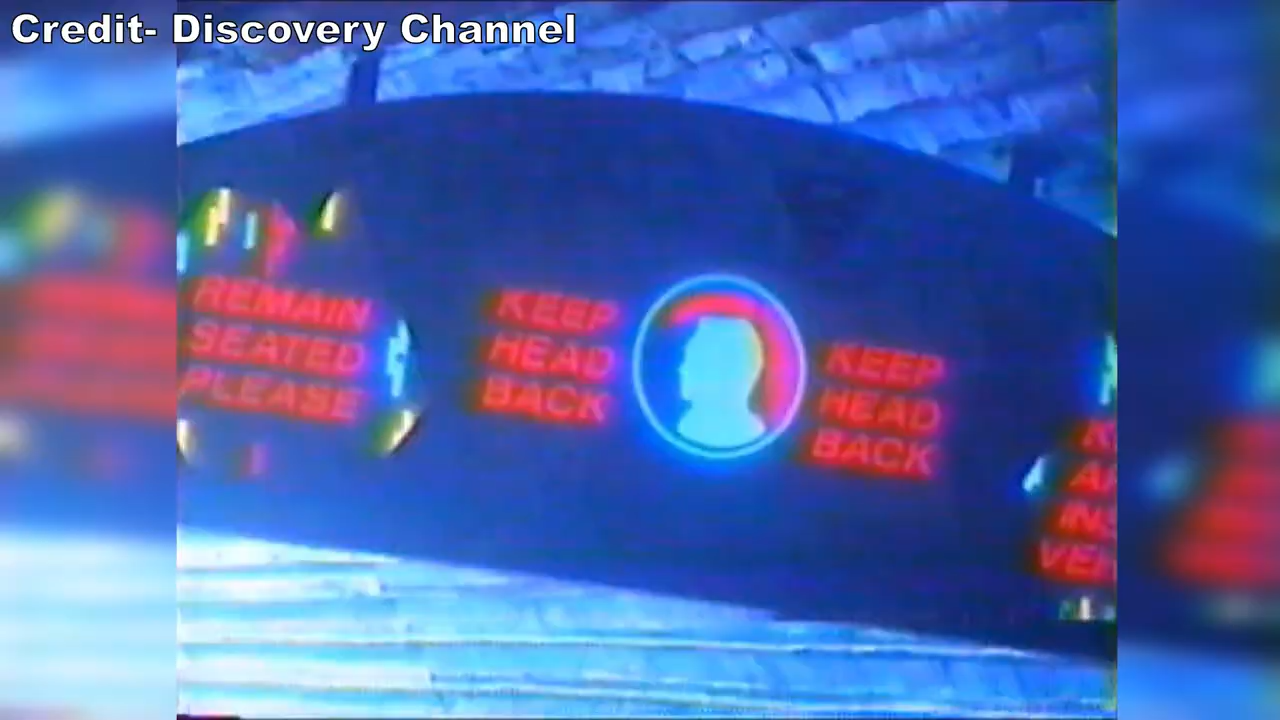 Credit- Discovery Channel
REMAIN
SEATED
PLEASE
KEEP
HEAD
BACK
KEEP
HEAD
BACK